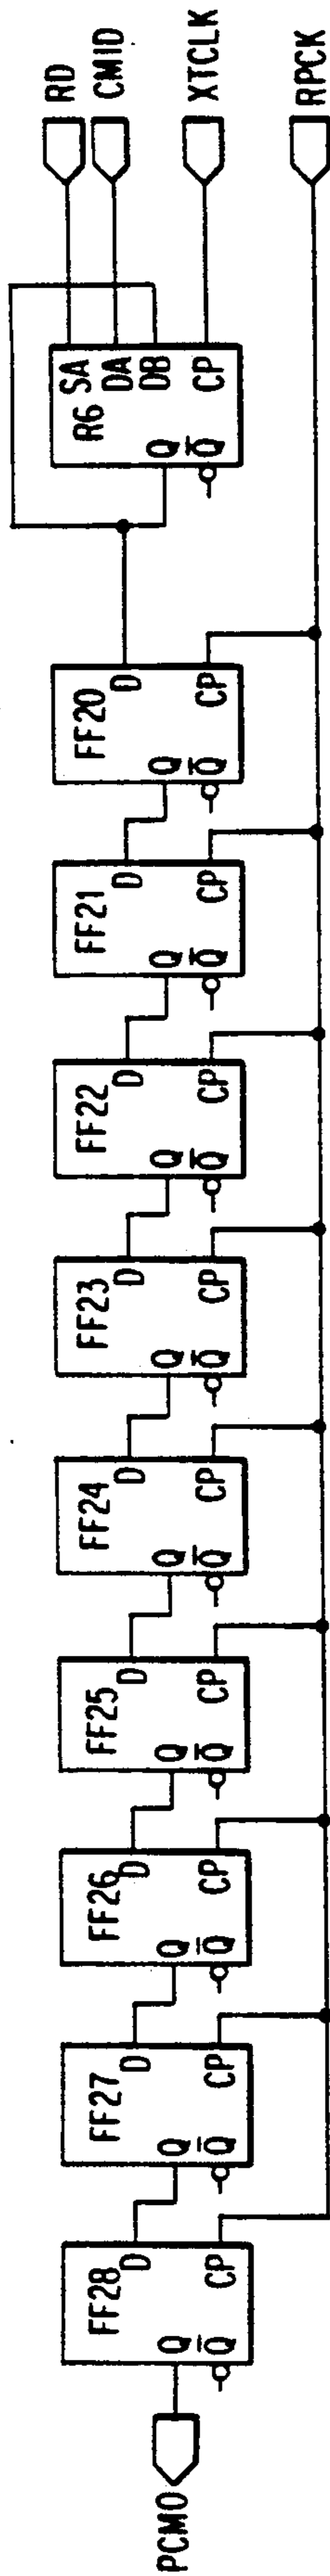 PCMO
FF28
D
Q
Q̅
CP
FF27
D
Q
Q̅
CP
FF26
D
Q
Q̅
CP
FF25
D
Q
Q̅
CP
FF24
D
Q
Q̅
CP
FF23
D
Q
Q̅
CP
FF22
D
Q
Q̅
CP
FF21
D
Q
Q̅
CP
FF20
D
Q
Q̅
CP
R6
SA
DA
DB
Q
Q̅
CP
RD
CMID
XTCLK
RPCK